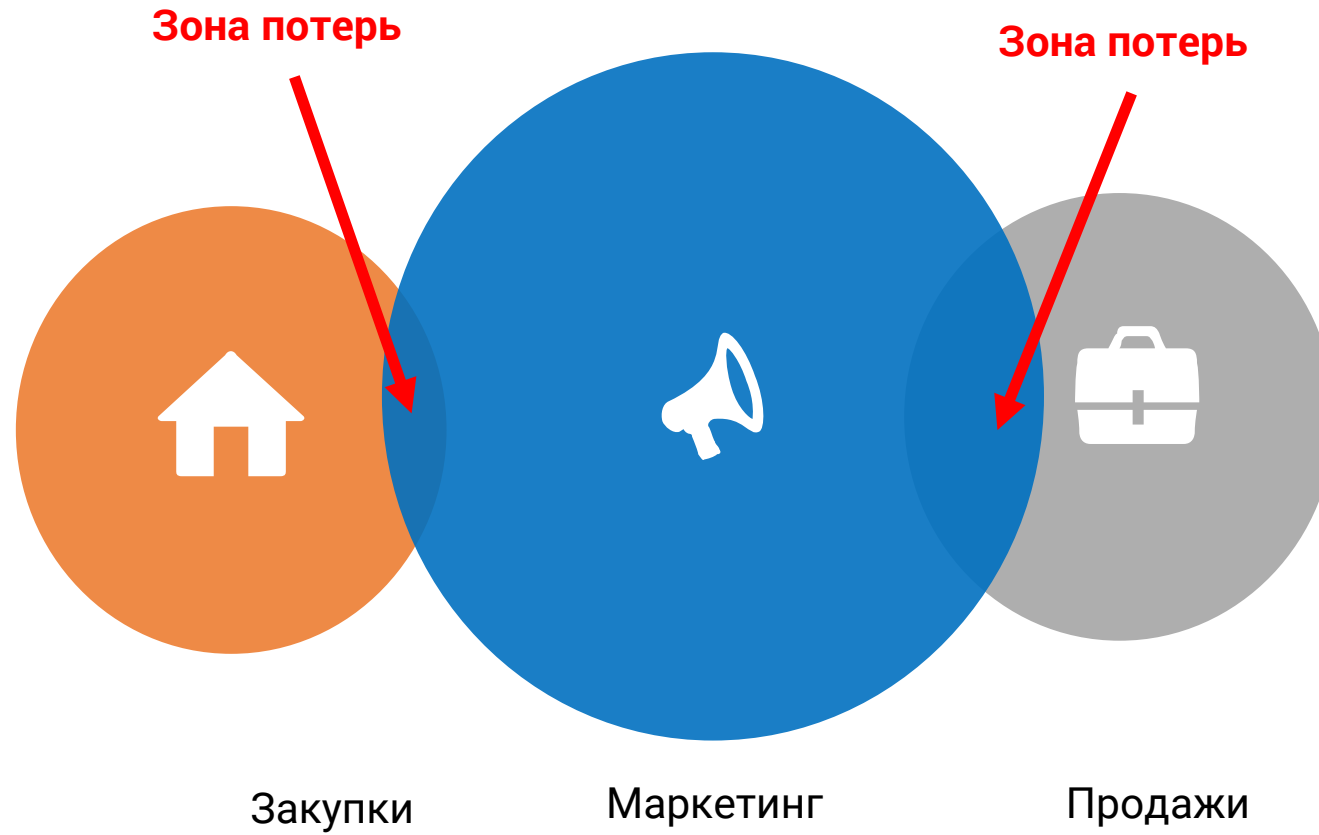 Зона потерь
Зона потерь
Закупки
Маркетинг
Продажи